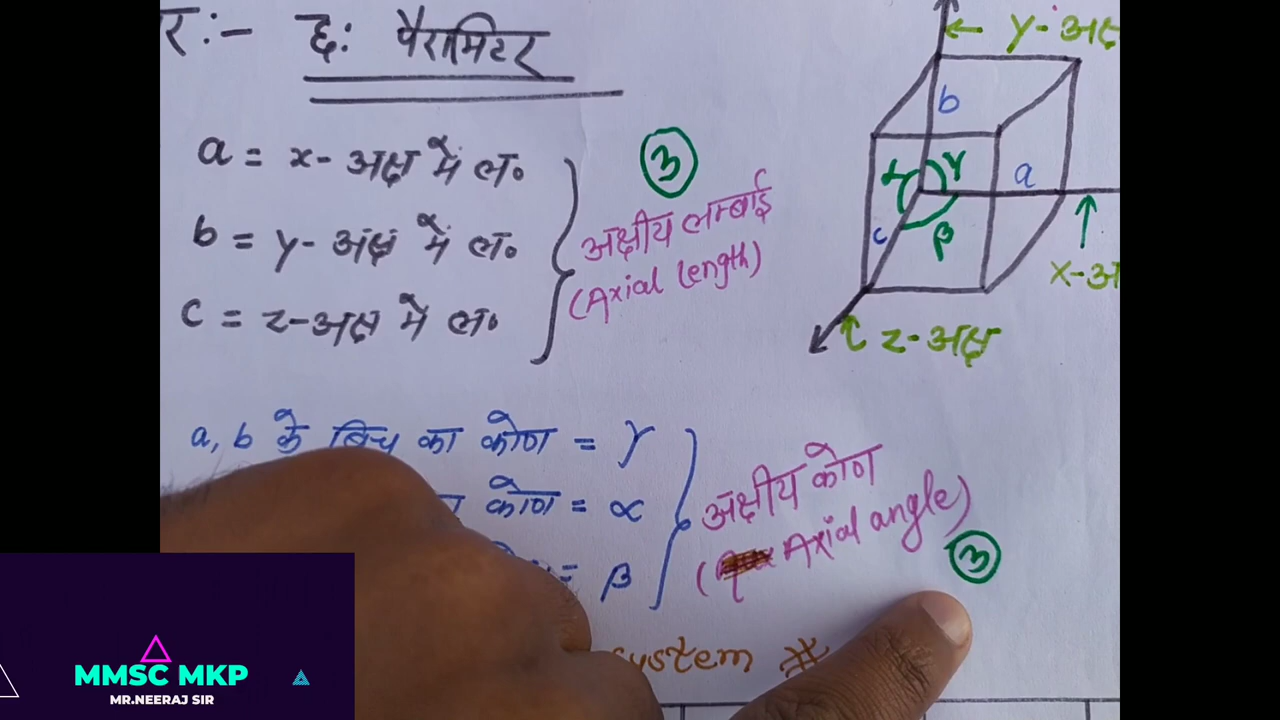 र :- छः पैरामिटर
a = x- अक्ष में ल०
b = y- अक्ष में ल०
c = z-अक्ष में ल०
3
अक्षीय लम्बाई
(Axial length)
← y-अक्ष
b
α γ
a
c β
x-अ
z-अक्ष
a, b के बिच का कोण = γ
कोण = α
= β
अक्षीय कोण
( Axial angle)
3
system #
MMSC MKP
MR.NEERAJ SIR